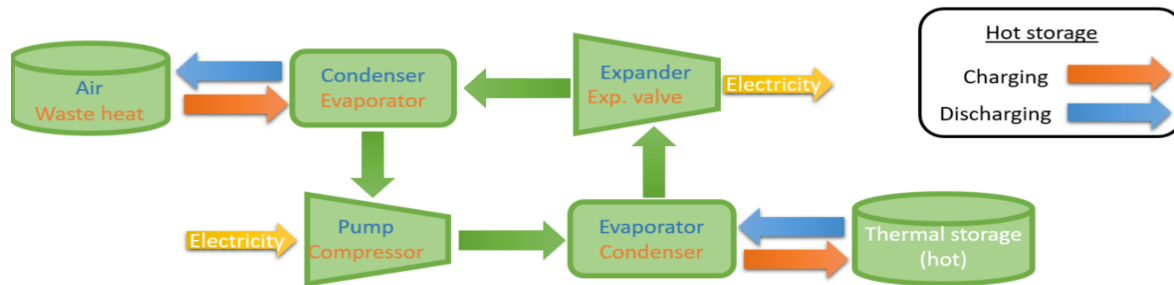 Air
Waste heat
Condenser
Evaporator
Expander
Exp. valve
Electricity
Hot storage
Charging
Discharging
Electricity
Pump
Compressor
Evaporator
Condenser
Thermal storage
(hot)